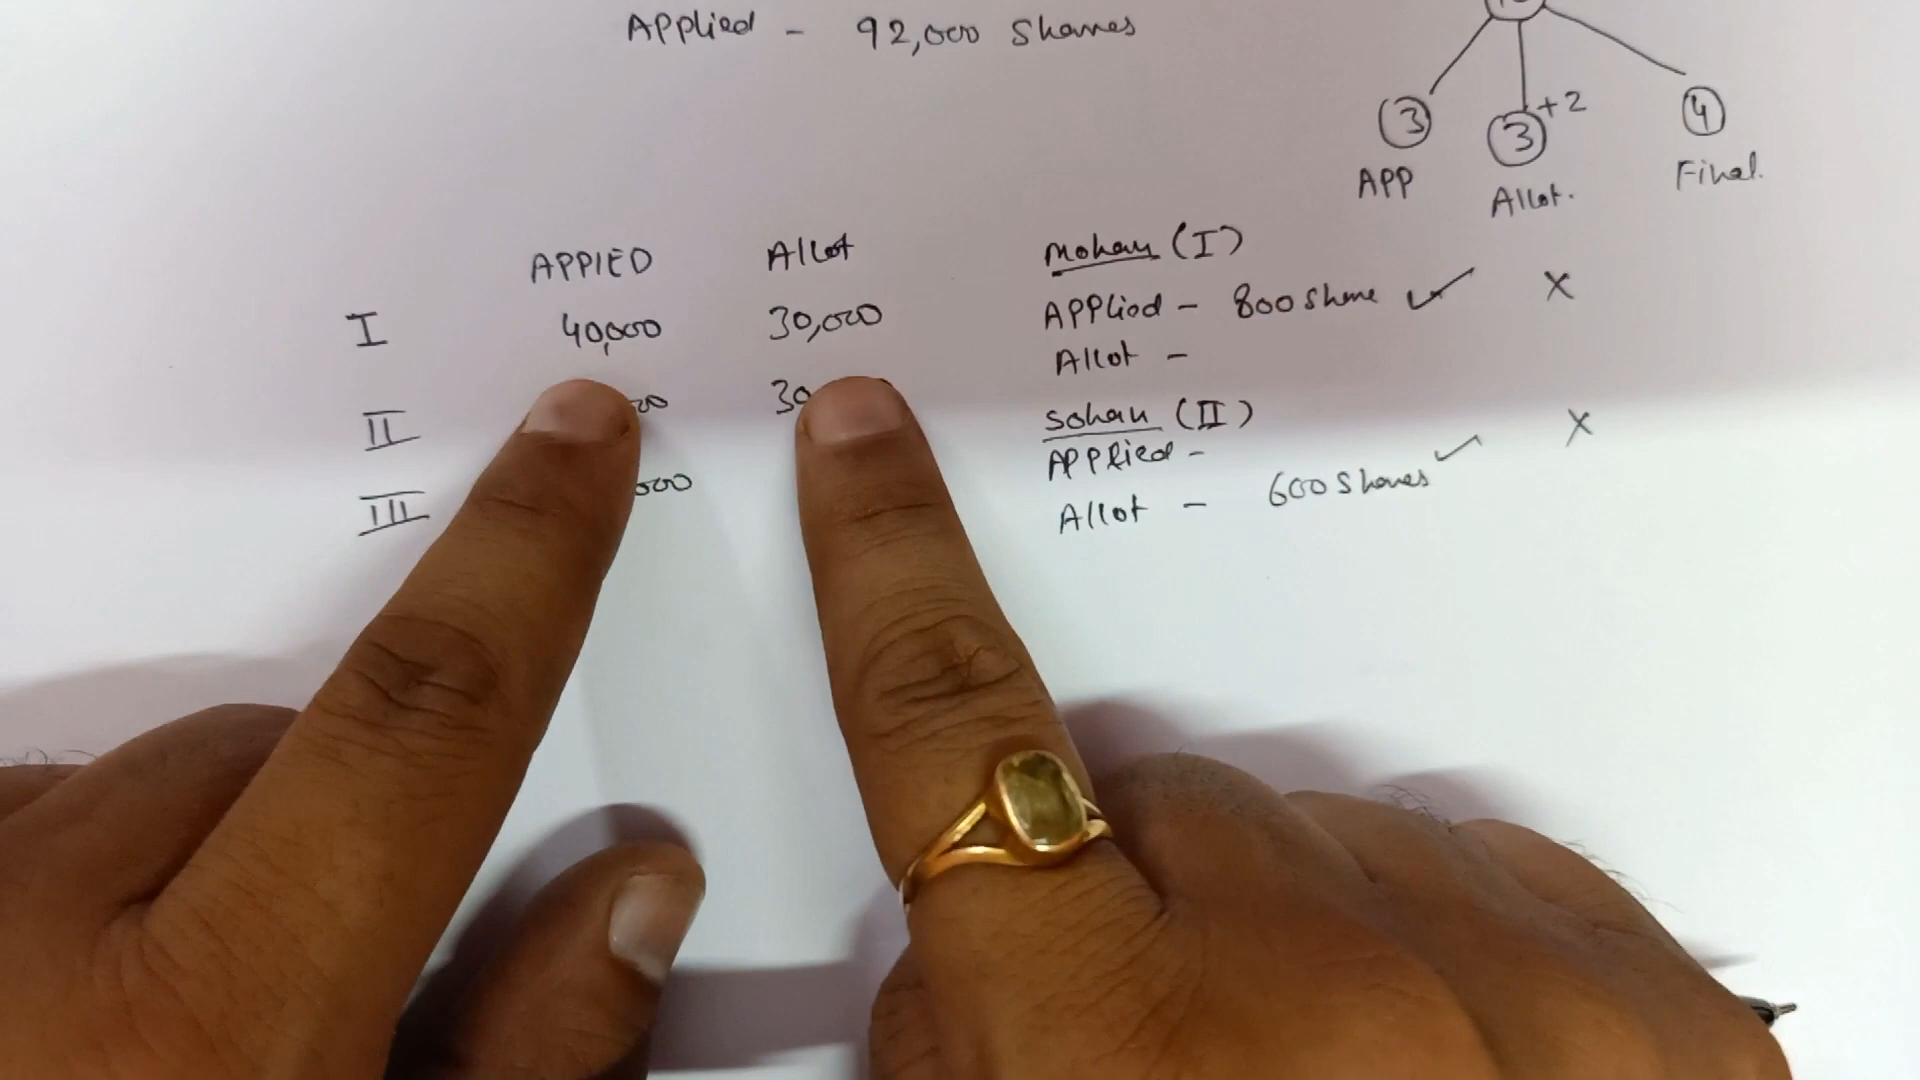 Applied - 92,000 Shares
3
3 +2
4
APP
Allot.
Final.
APPIED Allot
I 40,000 30,000
II
III
Mohan (I)
Applied - 800 Share ✓ X
Allot -
Sohan (II)
Applied - X
Allot - 600 Shares ✓